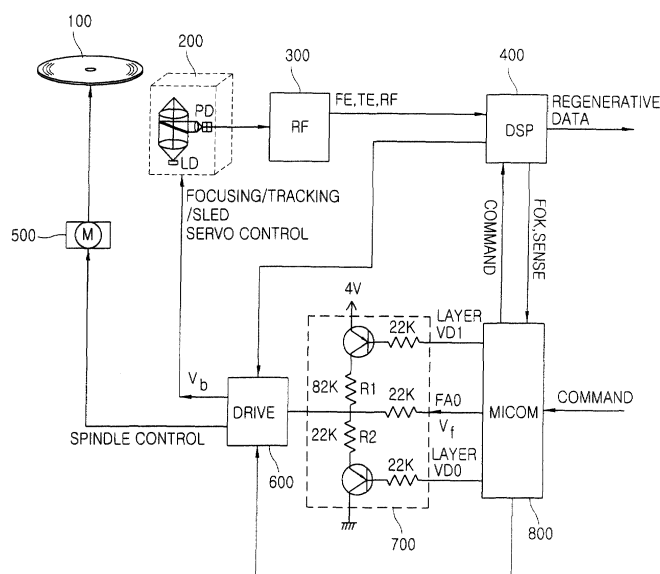 100
200
300
400
PD
LD
RF
FE,TE,RF
DSP
REGENERATIVE
DATA
FOCUSING/TRACKING
/SLED
SERVO CONTROL
COMMAND
FOK,SENSE
500
M
4V
22K
LAYER
VD1
82K
R1
22K
FA0
Vf
MICOM
COMMAND
Vb
DRIVE
SPINDLE CONTROL
22K
R2
22K
LAYER
VD0
600
700
800